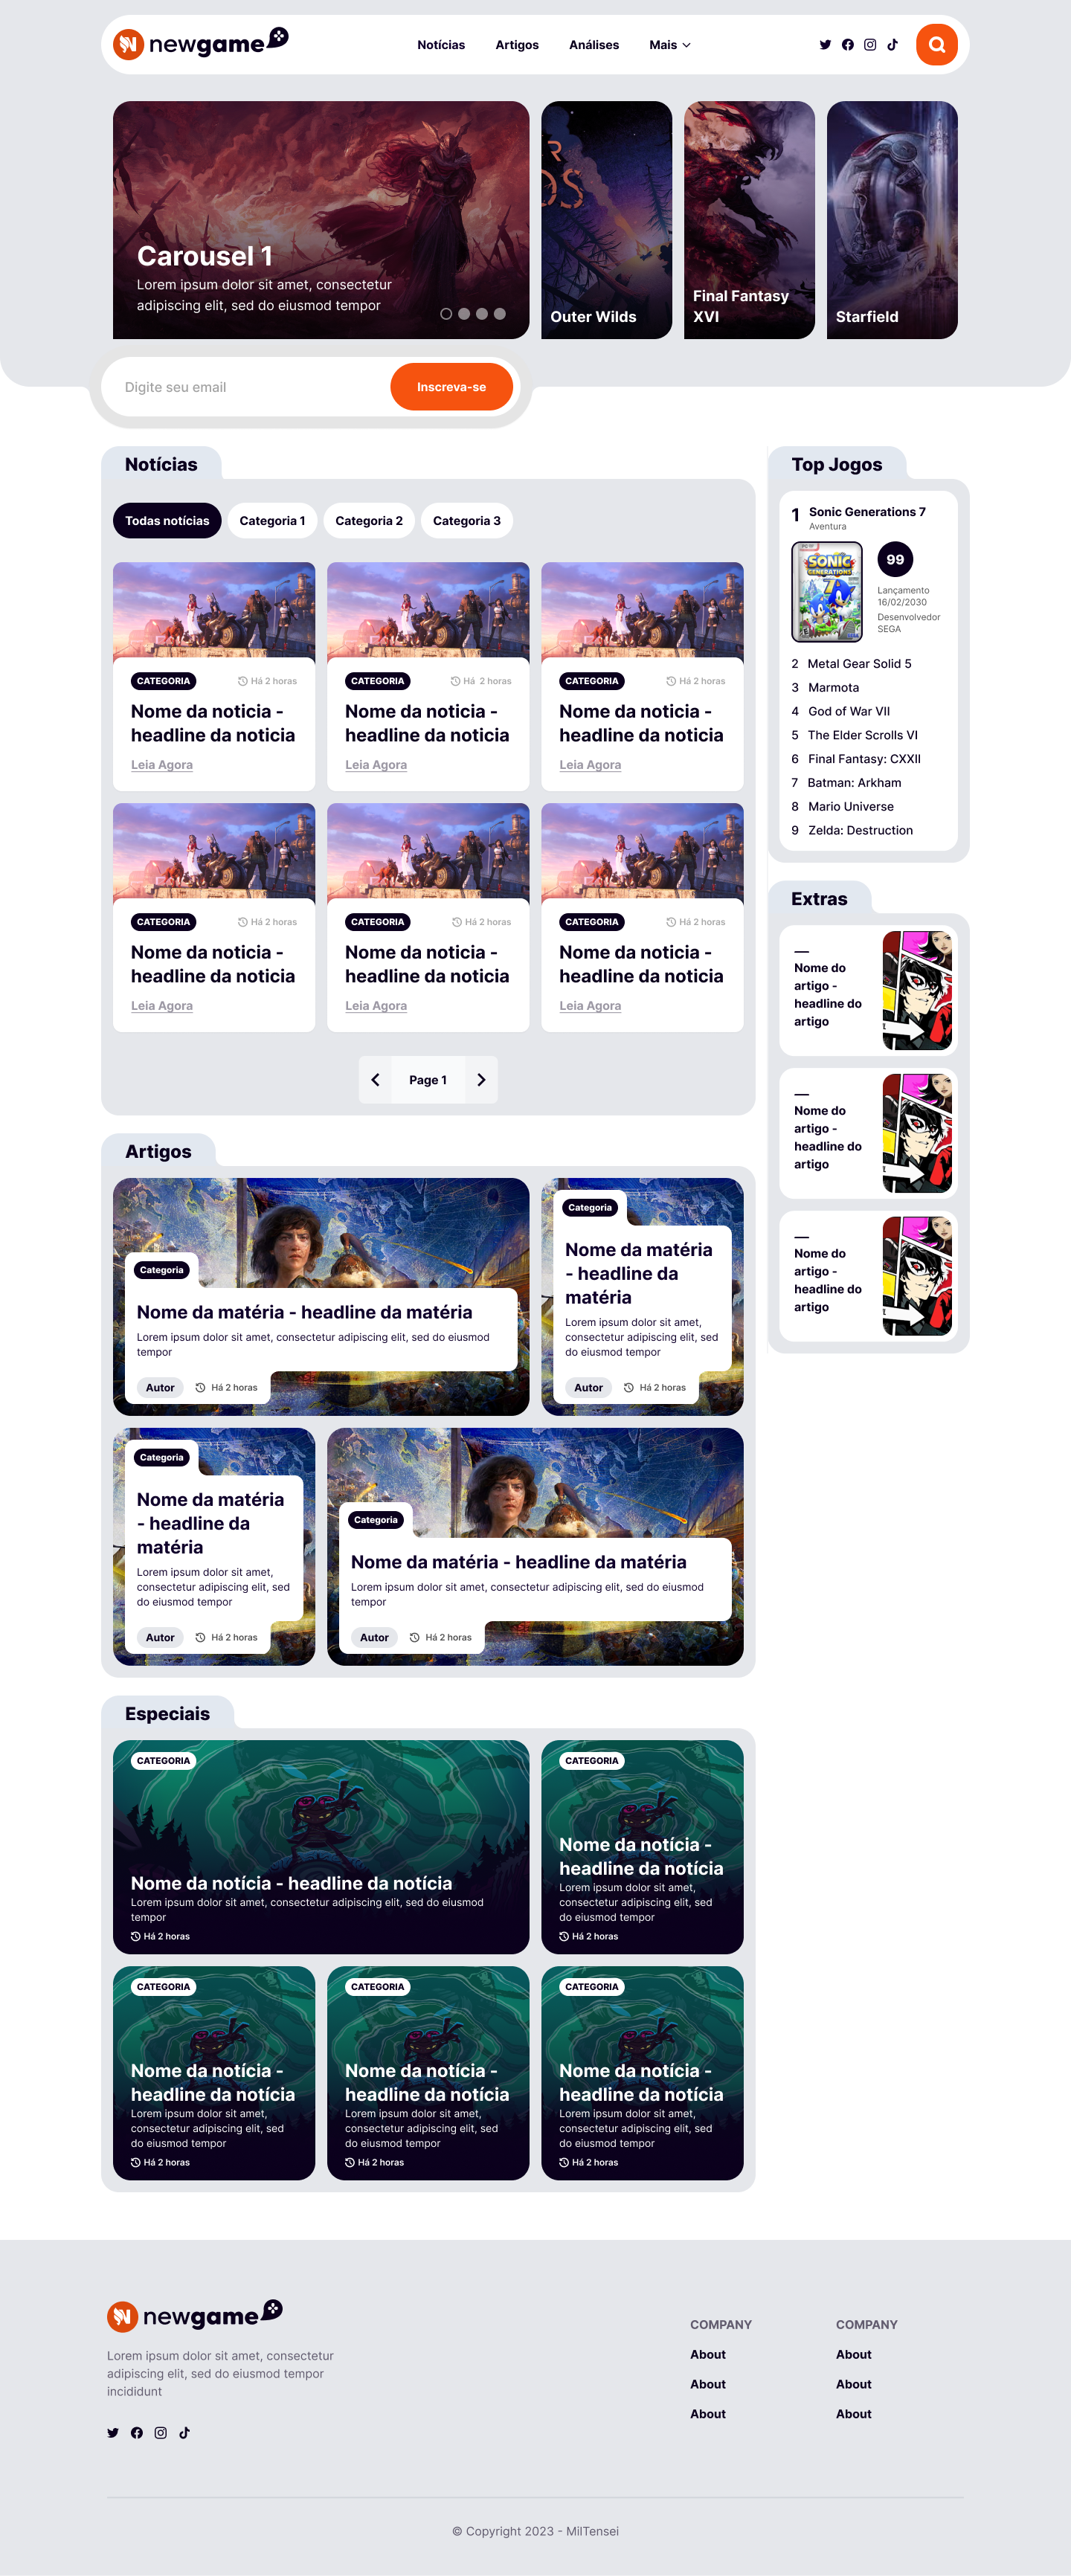 newgame
Notícias
Artigos
Análises
Mais
Carousel 1
Lorem ipsum dolor sit amet, consectetur
adipiscing elit, sed do eiusmod tempor
Outer Wilds
Final Fantasy
XVI
Starfield
Digite seu email
Inscreva-se
Notícias
Todas notícias
Categoria 1
Categoria 2
Categoria 3
CATEGORIA
Há 2 horas
Nome da noticia -
headline da noticia
Leia Agora
CATEGORIA
Há 2 horas
Nome da noticia -
headline da noticia
Leia Agora
CATEGORIA
Há 2 horas
Nome da noticia -
headline da noticia
Leia Agora
CATEGORIA
Há 2 horas
Nome da noticia -
headline da noticia
Leia Agora
CATEGORIA
Há 2 horas
Nome da noticia -
headline da noticia
Leia Agora
CATEGORIA
Há 2 horas
Nome da noticia -
headline da noticia
Leia Agora
Page 1
Top Jogos
1
Sonic Generations 7
Aventura
SONIC
GENERATIONS
7
99
Lançamento
16/02/2030
Desenvolvedor
SEGA
2 Metal Gear Solid 5
3 Marmota
4 God of War VII
5 The Elder Scrolls VI
6 Final Fantasy: CXXII
7 Batman: Arkham
8 Mario Universe
9 Zelda: Destruction
Extras
Nome do
artigo -
headline do
artigo
Nome do
artigo -
headline do
artigo
Nome do
artigo -
headline do
artigo
Artigos
Categoria
Nome da matéria - headline da matéria
Lorem ipsum dolor sit amet, consectetur adipiscing elit, sed do eiusmod
tempor
Autor
Há 2 horas
Categoria
Nome da matéria
- headline da
matéria
Lorem ipsum dolor sit amet,
consectetur adipiscing elit, sed
do eiusmod tempor
Autor
Há 2 horas
Categoria
Nome da matéria
- headline da
matéria
Lorem ipsum dolor sit amet,
consectetur adipiscing elit, sed
do eiusmod tempor
Autor
Há 2 horas
Categoria
Nome da matéria - headline da matéria
Lorem ipsum dolor sit amet, consectetur adipiscing elit, sed do eiusmod
tempor
Autor
Há 2 horas
Especiais
CATEGORIA
Nome da notícia - headline da notícia
Lorem ipsum dolor sit amet, consectetur adipiscing elit, sed do eiusmod
tempor
Há 2 horas
CATEGORIA
Nome da notícia -
headline da notícia
Lorem ipsum dolor sit amet,
consectetur adipiscing elit, sed
do eiusmod tempor
Há 2 horas
CATEGORIA
Nome da notícia -
headline da notícia
Lorem ipsum dolor sit amet,
consectetur adipiscing elit, sed
do eiusmod tempor
Há 2 horas
CATEGORIA
Nome da notícia -
headline da notícia
Lorem ipsum dolor sit amet,
consectetur adipiscing elit, sed
do eiusmod tempor
Há 2 horas
CATEGORIA
Nome da notícia -
headline da notícia
Lorem ipsum dolor sit amet,
consectetur adipiscing elit, sed
do eiusmod tempor
Há 2 horas
newgame
Lorem ipsum dolor sit amet, consectetur
adipiscing elit, sed do eiusmod tempor
incididunt
COMPANY
About
About
About
COMPANY
About
About
About
© Copyright 2023 - MilTensei